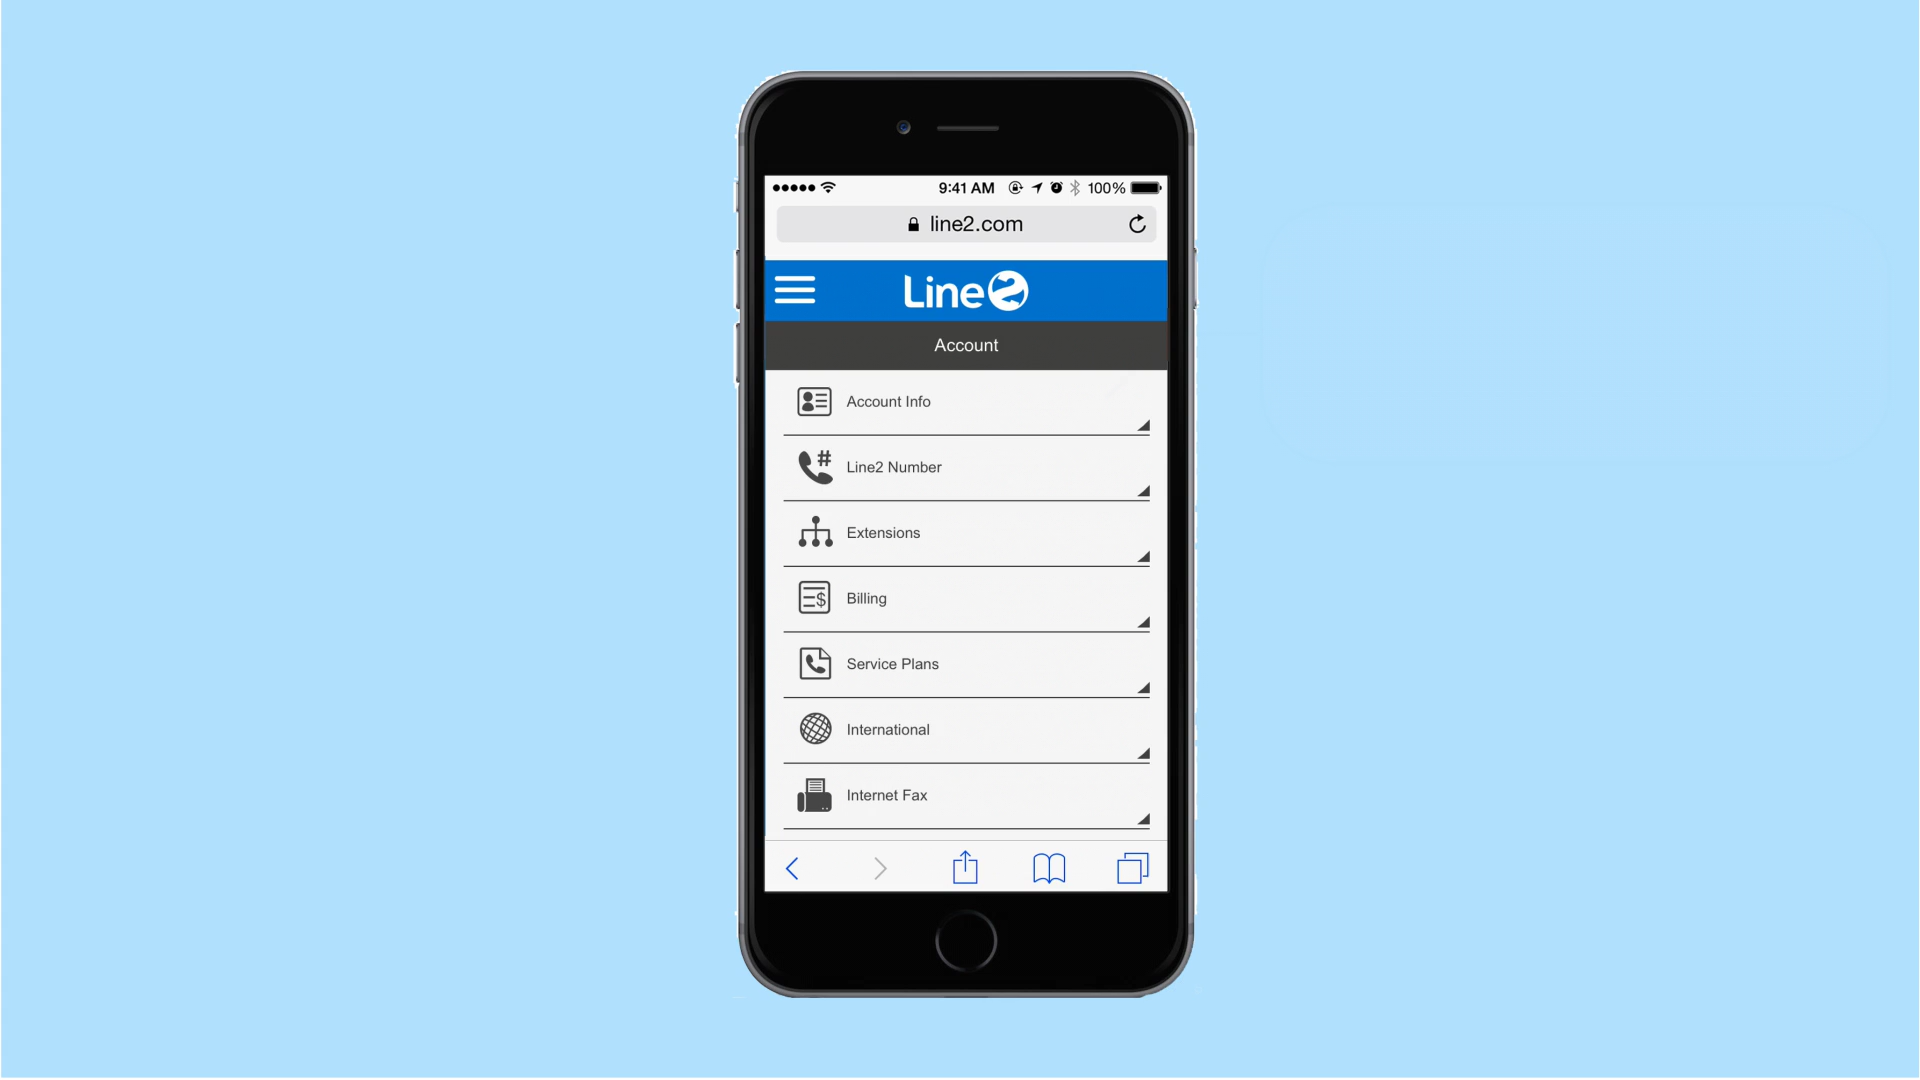 9:41 AM 100%
line2.com
Line2
Account
Account Info
Line2 Number
Extensions
Billing
Service Plans
International
Internet Fax